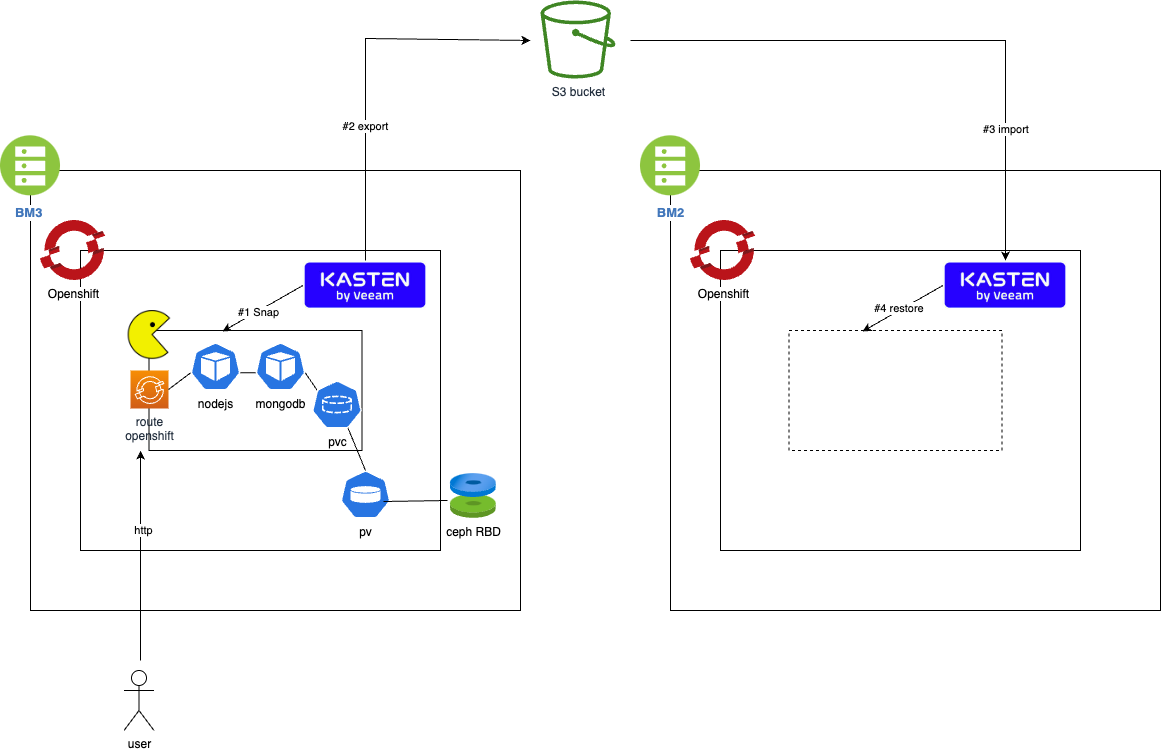 S3 bucket
#2 export
#3 import
BM3
BM2
Openshift
KASTEN
by Veeam
#1 Snap
nodejs
mongodb
pvc
route
openshift
pv
ceph RBD
http
user
Openshift
KASTEN
by Veeam
#4 restore